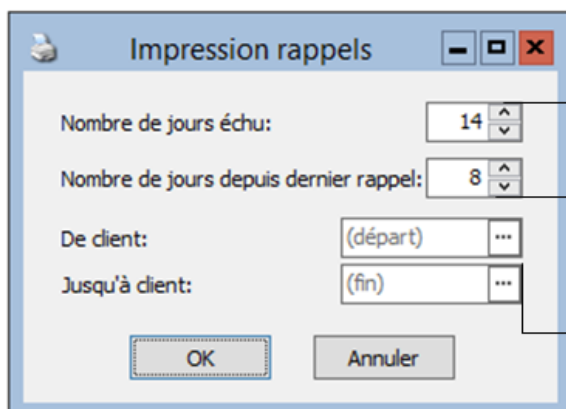 Impression rappels
Nombre de jours échu: 14
Nombre de jours depuis dernier rappel: 8
De client: (départ) ...
Jusqu'à client: (fin) ...
OK Annuler